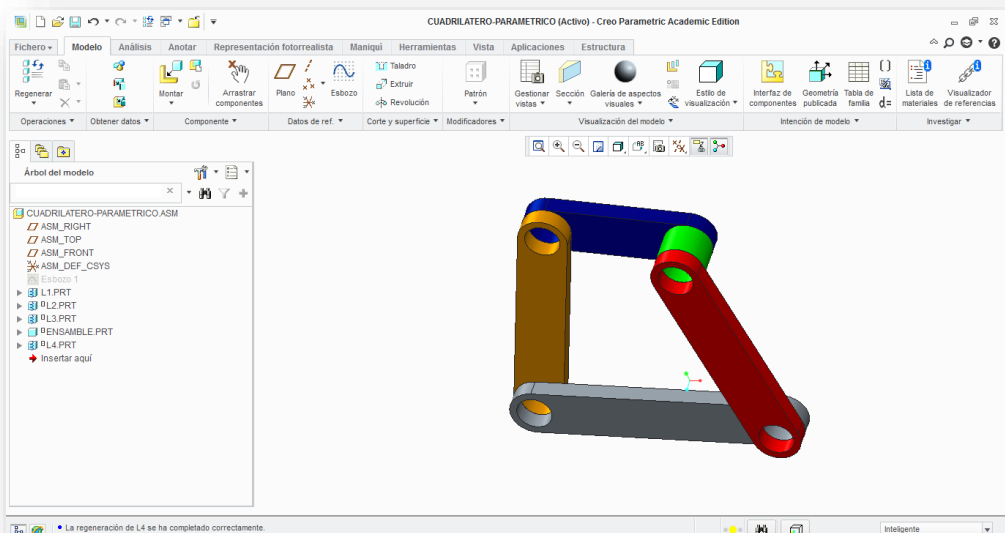 CUADRILATERO-PARAMETRICO (Activo) - Creo Parametric Academic Edition
Fichero Modelo Análisis Anotar Representación fotorrealista Maniquí Herramientas Vista Aplicaciones Estructura
Regenerar
Montar
Arrastrar componentes
Plano
Esbozo
Taladro
Extruir
Revolución
Patrón
Gestionar vistas
Sección
Galería de aspectos visuales
Estilo de visualización
Interfaz de componentes
Geometría publicada
Tabla de familia
d=
Lista de materiales
Visualizador de referencias
Operaciones Obtener datos Componente Datos de ref. Corte y superficie Modificadores Visualización del modelo Intención de modelo Investigar
Árbol del modelo
CUADRILATERO-PARAMETRICO.ASM
ASM_RIGHT
ASM_TOP
ASM_FRONT
ASM_DEF_CSYS
Esbozo 1
L1.PRT
L2.PRT
L3.PRT
ENSAMBLE.PRT
L4.PRT
Insertar aquí
La regeneración de L4 se ha completado correctamente.
Inteligente